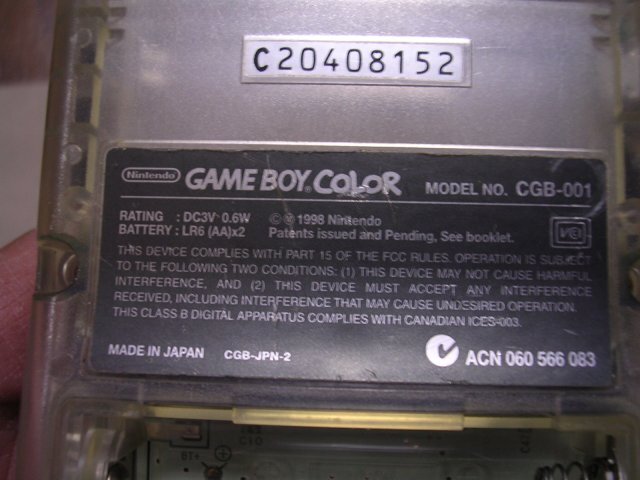 C20408152
Nintendo GAME BOY COLOR MODEL NO. CGB-001
RATING : DC3V 0.6W © Ⓜ 1998 Nintendo
BATTERY : LR6 (AA)x2 Patents issued and Pending, See booklet.
VCI
THIS DEVICE COMPLIES WITH PART 15 OF THE FCC RULES. OPERATION IS SUBJECT
TO THE FOLLOWING TWO CONDITIONS: (1) THIS DEVICE MAY NOT CAUSE HARMFUL
INTERFERENCE, AND (2) THIS DEVICE MUST ACCEPT ANY INTERFERENCE
RECEIVED, INCLUDING INTERFERENCE THAT MAY CAUSE UNDESIRED OPERATION.
THIS CLASS B DIGITAL APPARATUS COMPLIES WITH CANADIAN ICES-003.
MADE IN JAPAN CGB-JPN-2 ACN 060 566 083
C10
BT+